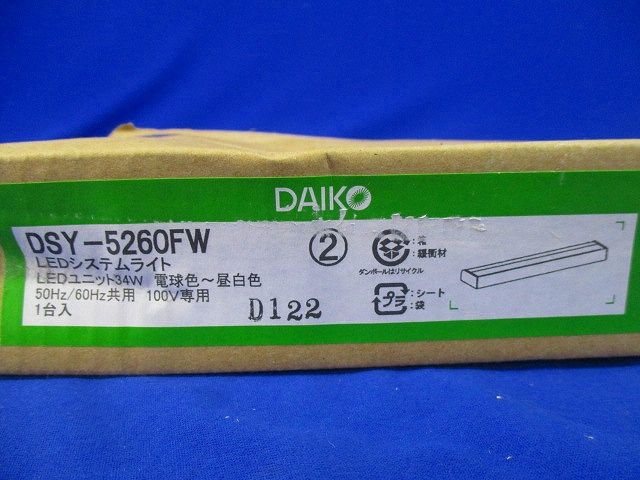 DAIKO
DSY-5260FW
②
LEDシステムライト
LEDユニット34W 電球色～昼白色
50Hz/60Hz共用 100V専用
1台入
D122
:箱
:緩衝材
ダンボールはリサイクル
プラ
:シート
:袋